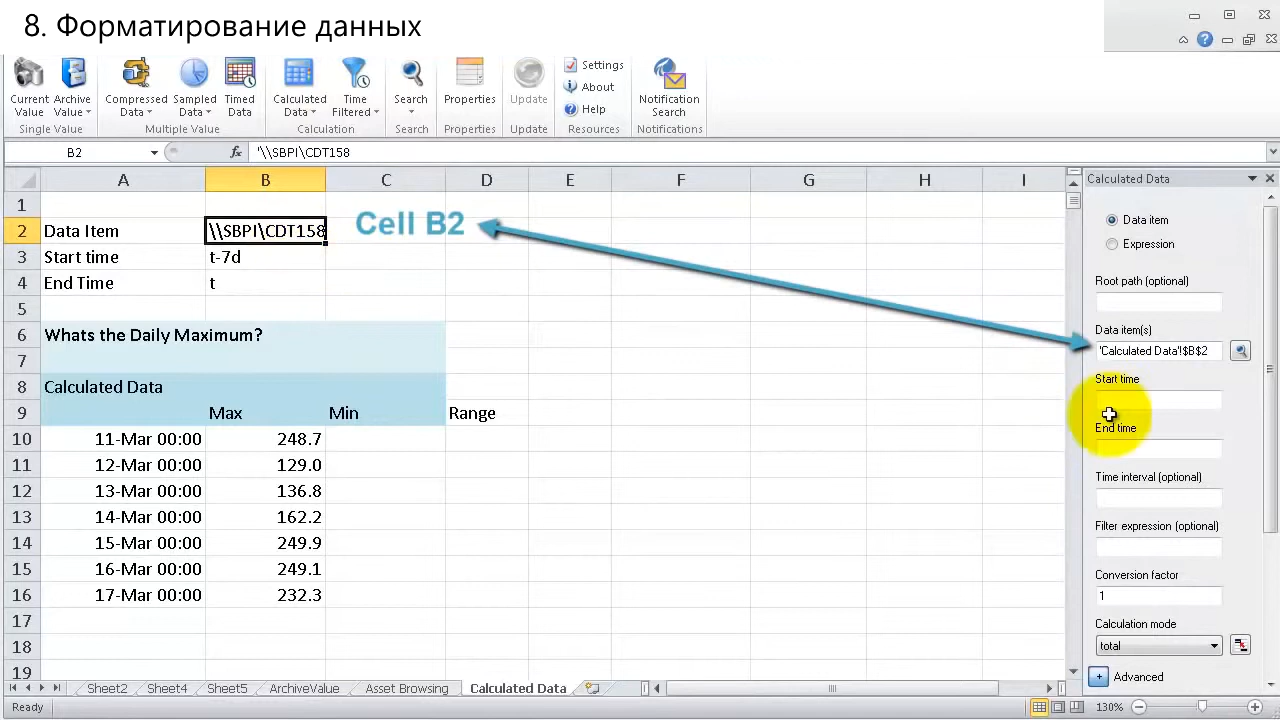 8. Форматирование данных
Current Value
Archive Value
Compressed Data
Sampled Data
Timed Data
Calculated Data
Time Filtered
Search
Properties
Update
Settings
About
Help
Notification Search
Single Value
Multiple Value
Calculation
Search
Properties
Update
Resources
Notifications
B2
fx
'\\SBPI\CDT158
A B C D E F G H I
1
2 Data Item \\SBPI\CDT158
Cell B2
3 Start time t-7d
4 End Time t
5
6 Whats the Daily Maximum?
7
8 Calculated Data
9 Max Min Range
10 11-Mar 00:00 248.7
11 12-Mar 00:00 129.0
12 13-Mar 00:00 136.8
13 14-Mar 00:00 162.2
14 15-Mar 00:00 249.9
15 16-Mar 00:00 249.1
16 17-Mar 00:00 232.3
17
18
19
Calculated Data
Data item
Expression
Root path (optional)
Data item(s)
'Calculated Data'!$B$2
Start time
End time
Time interval (optional)
Filter expression (optional)
Conversion factor
1
Calculation mode
total
+ Advanced
Sheet2 Sheet4 Sheet5 ArchiveValue Asset Browsing Calculated Data
Ready
130%